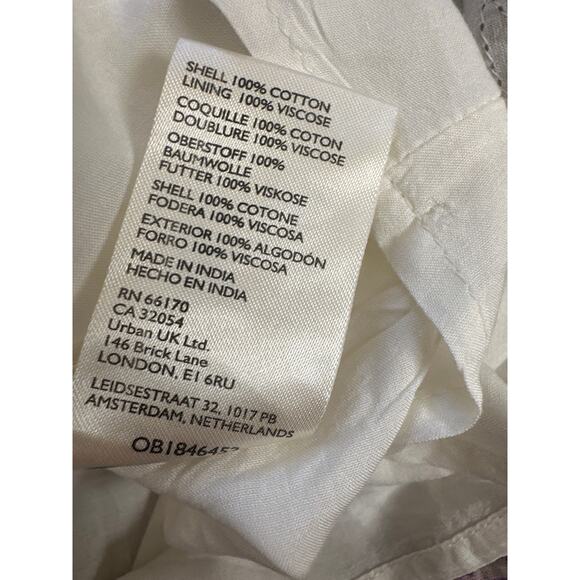 SHELL 100% COTTON
LINING 100% VISCOSE
COQUILLE 100% COTON
DOUBLURE 100% VISCOSE
OBERSTOFF 100%
BAUMWOLLE
FUTTER 100% VISKOSE
SHELL 100% COTONE
FODERA 100% VISCOSA
EXTERIOR 100% ALGODÓN
FORRO 100% VISCOSA
MADE IN INDIA
HECHO EN INDIA
RN 66170
CA 32054
Urban UK Ltd.
146 Brick Lane
LONDON, E1 6RU
LEIDSESTRAAT 32, 1017 PB
AMSTERDAM, NETHERLANDS